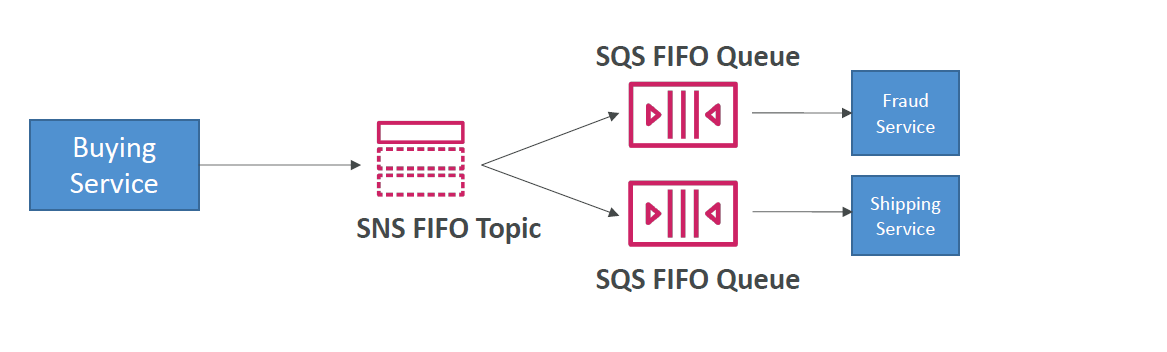 Buying
Service
SNS FIFO Topic
SQS FIFO Queue
Fraud
Service
Shipping
Service
SQS FIFO Queue